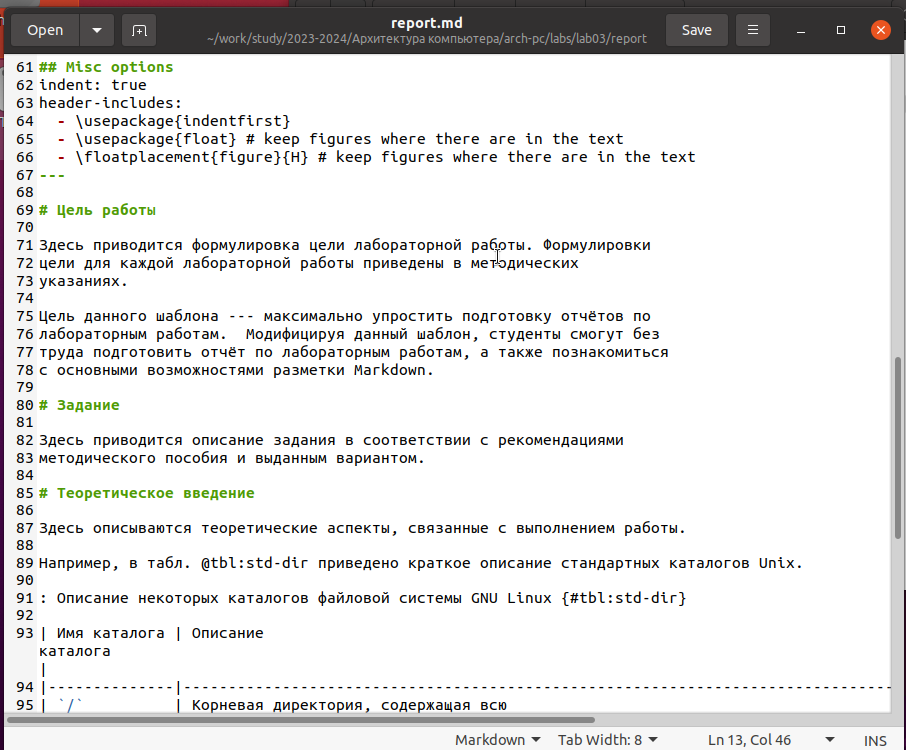 Open
report.md
~/work/study/2023-2024/Архитектура компьютера/arch-pc/labs/lab03/report
Save
61 ## Misc options
62 indent: true
63 header-includes:
64   - \usepackage{indentfirst}
65   - \usepackage{float} # keep figures where there are in the text
66   - \floatplacement{figure}{H} # keep figures where there are in the text
67 ---
68
69 # Цель работы
70
71 Здесь приводится формулировка цели лабораторной работы. Формулировки
72 цели для каждой лабораторной работы приведены в методических
73 указаниях.
74
75 Цель данного шаблона --- максимально упростить подготовку отчётов по
76 лабораторным работам.  Модифицируя данный шаблон, студенты смогут без
77 труда подготовить отчёт по лабораторным работам, а также познакомиться
78 с основными возможностями разметки Markdown.
79
80 # Задание
81
82 Здесь приводится описание задания в соответствии с рекомендациями
83 методического пособия и выданным вариантом.
84
85 # Теоретическое введение
86
87 Здесь описываются теоретические аспекты, связанные с выполнением работы.
88
89 Например, в табл. @tbl:std-dir приведено краткое описание стандартных каталогов Unix.
90
91 : Описание некоторых каталогов файловой системы GNU Linux {#tbl:std-dir}
92
93 | Имя каталога | Описание
каталога
|
94 |--------------|-------------------------------------------------------------------------------
95 | `/`          | Корневая директория, содержащая всю
Markdown
Tab Width: 8
Ln 13, Col 46
INS